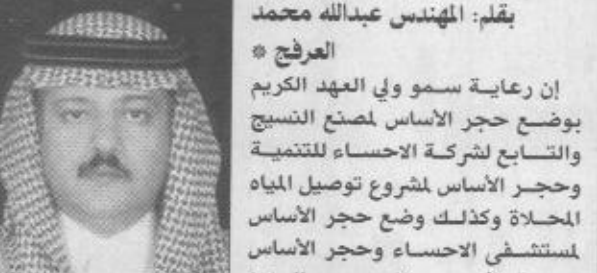 بقلم: المهندس عبدالله محمد
العرفج *
إن رعاية سمو ولي العهد الكريم
بوضع حجر الأساس لمصنع النسيج
والتابع لشركة الاحساء للتنمية
وحجر الأساس لمشروع توصيل المياه
المحلاة وكذلك وضع حجر الأساس
لمستشفى الاحساء وحجر الأساس